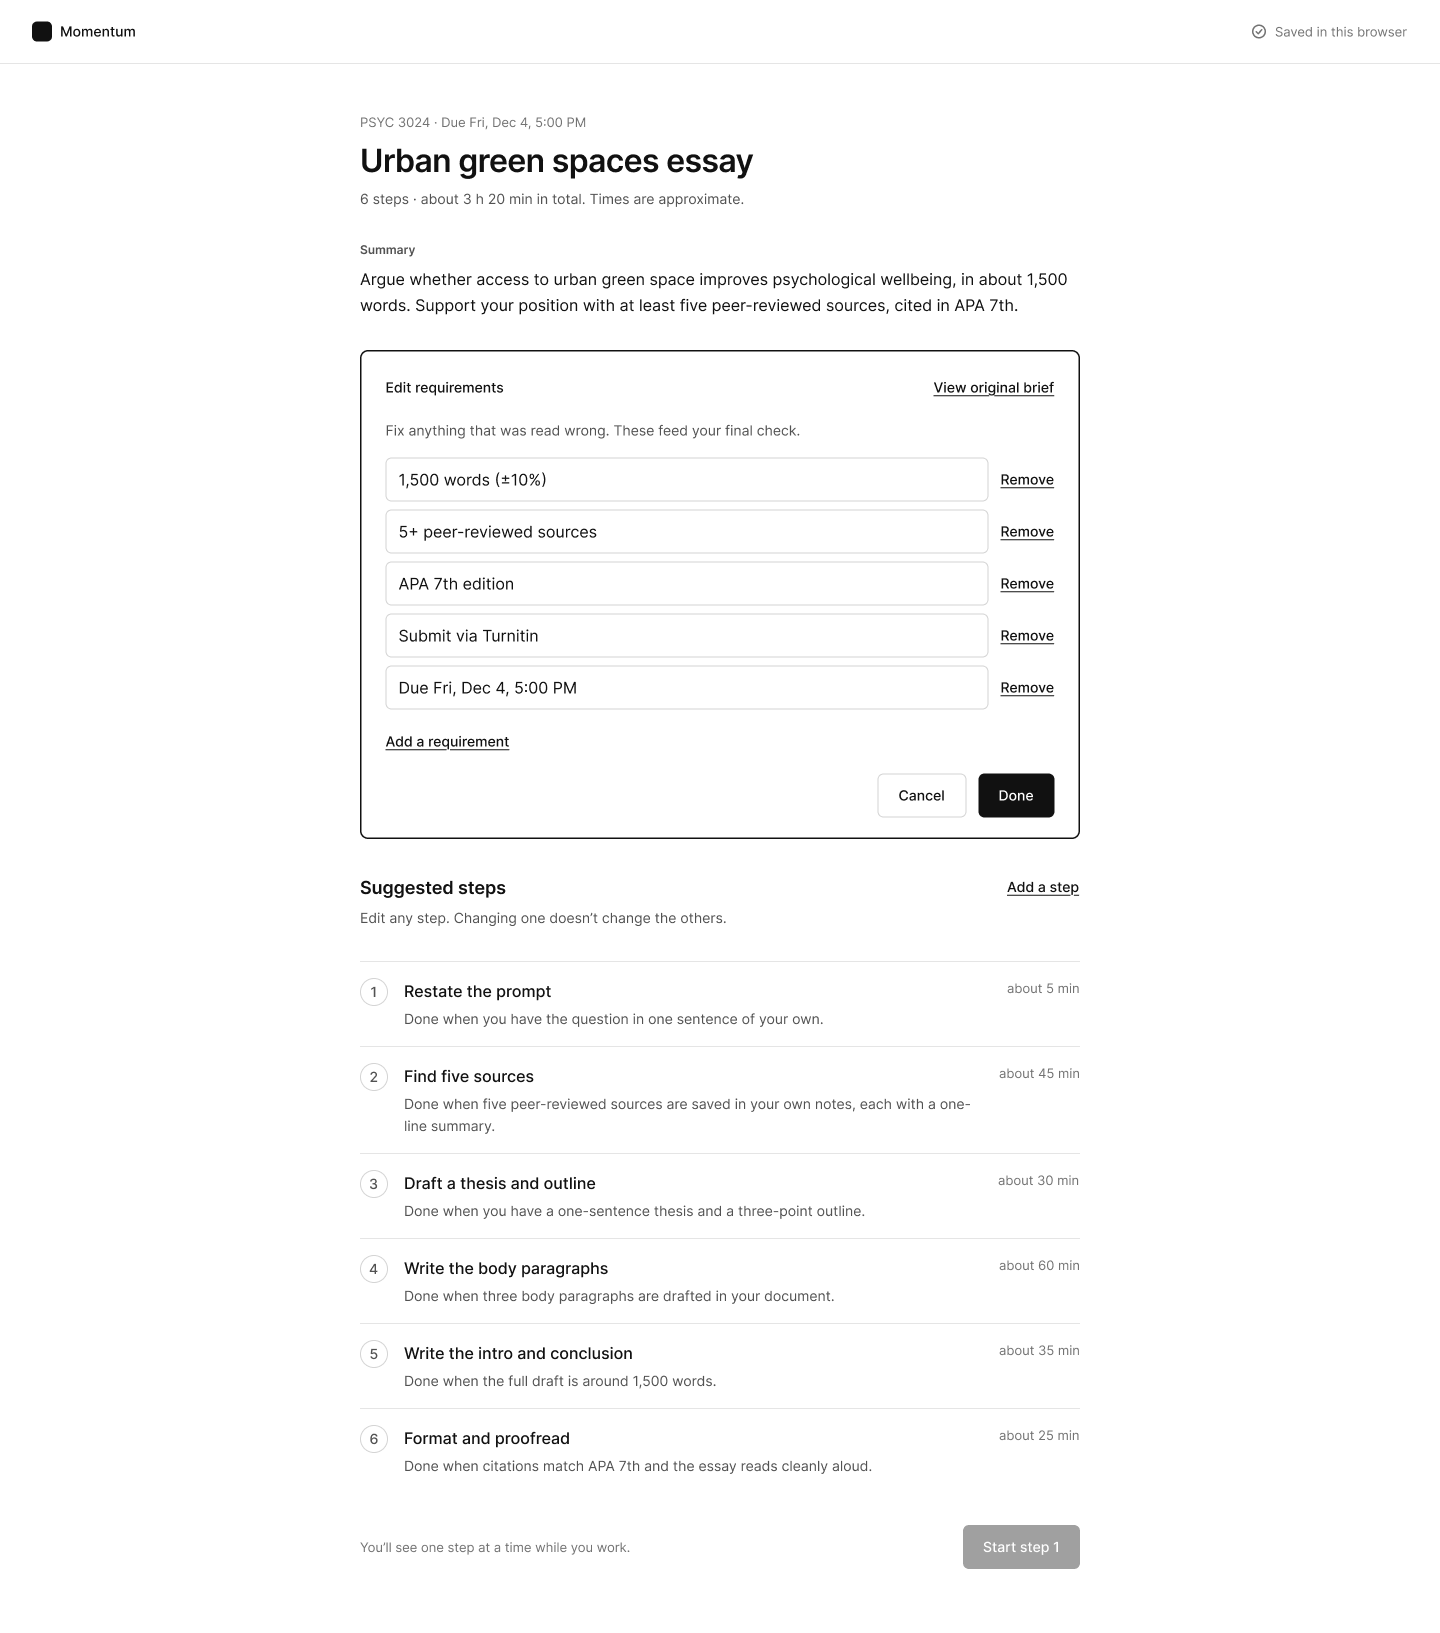 Momentum
Saved in this browser
PSYC 3024 · Due Fri, Dec 4, 5:00 PM
Urban green spaces essay
6 steps · about 3 h 20 min in total. Times are approximate.
Summary
Argue whether access to urban green space improves psychological wellbeing, in about 1,500
words. Support your position with at least five peer-reviewed sources, cited in APA 7th.
Edit requirements
View original brief
Fix anything that was read wrong. These feed your final check.
1,500 words (±10%)
Remove
5+ peer-reviewed sources
Remove
APA 7th edition
Remove
Submit via Turnitin
Remove
Due Fri, Dec 4, 5:00 PM
Remove
Add a requirement
Cancel
Done
Suggested steps
Add a step
Edit any step. Changing one doesn’t change the others.
1
Restate the prompt
about 5 min
Done when you have the question in one sentence of your own.
2
Find five sources
about 45 min
Done when five peer-reviewed sources are saved in your own notes, each with a one-
line summary.
3
Draft a thesis and outline
about 30 min
Done when you have a one-sentence thesis and a three-point outline.
4
Write the body paragraphs
about 60 min
Done when three body paragraphs are drafted in your document.
5
Write the intro and conclusion
about 35 min
Done when the full draft is around 1,500 words.
6
Format and proofread
about 25 min
Done when citations match APA 7th and the essay reads cleanly aloud.
You’ll see one step at a time while you work.
Start step 1